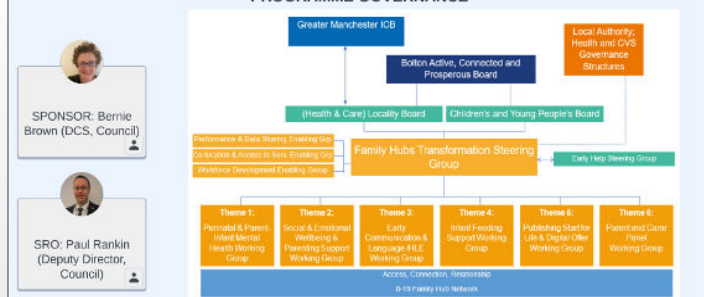 PROGRAMME GOVERNANCE
SPONSOR: Bernie
Brown (DCS, Council)
SRO: Paul Rankin
(Deputy Director,
Council)
Greater Manchester ICB
Bolton Active, Connected and
Prosperous Board
Local Authority;
Health and CVS
Governance
Structures
(Health & Care) Locality Board
Children's and Young People's Board
Performance & Data Sharing Enabling Grp
Co-location & Access to Serv. Enabling Grp
Workforce Development Enabling Group
Family Hubs Transformation Steering
Group
Early Help Steering Group
Theme 1:
Perinatal & Parent-
Infant Mental
Health Working
Group
Theme 2:
Social & Emotional
Wellbeing &
Parenting Support
Working Group
Theme 3:
Early
Communication &
Language /HLE
Working Group
Theme 4:
Infant Feeding
Support Working
Group
Theme 5:
Publishing Start for
Life & Digital Offer
Working Group
Theme 6:
Parent and Carer
Panel
Working Group
Access, Connection, Relationship
0-19 Family Hub Network